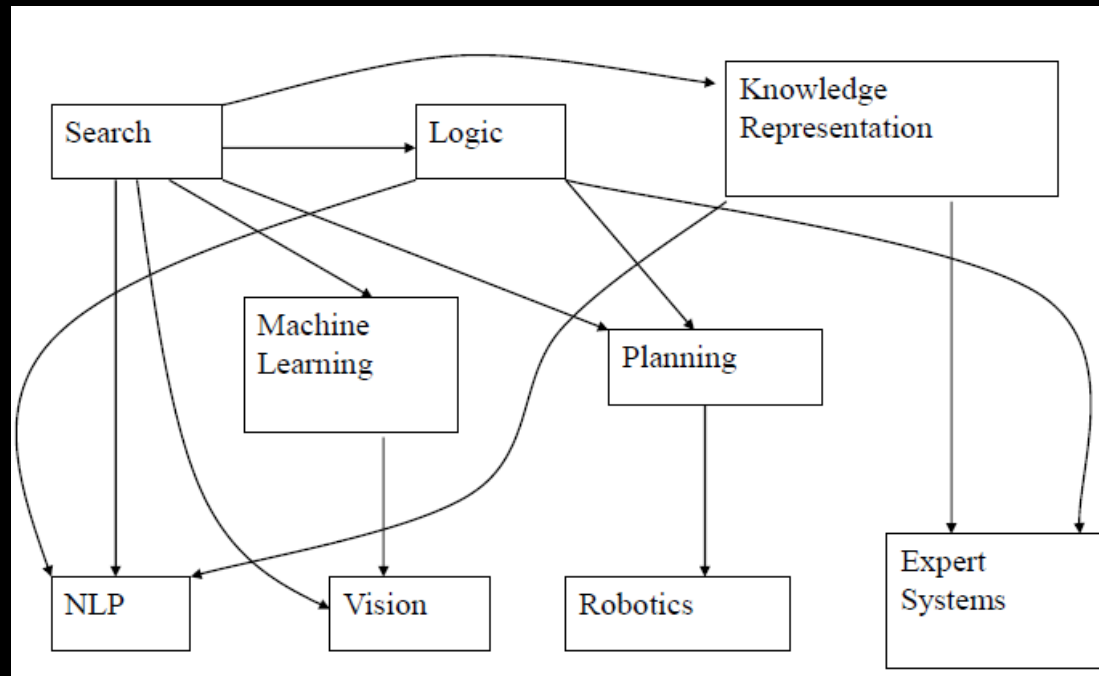 Search
Logic
Knowledge
Representation
Machine
Learning
Planning
NLP
Vision
Robotics
Expert
Systems